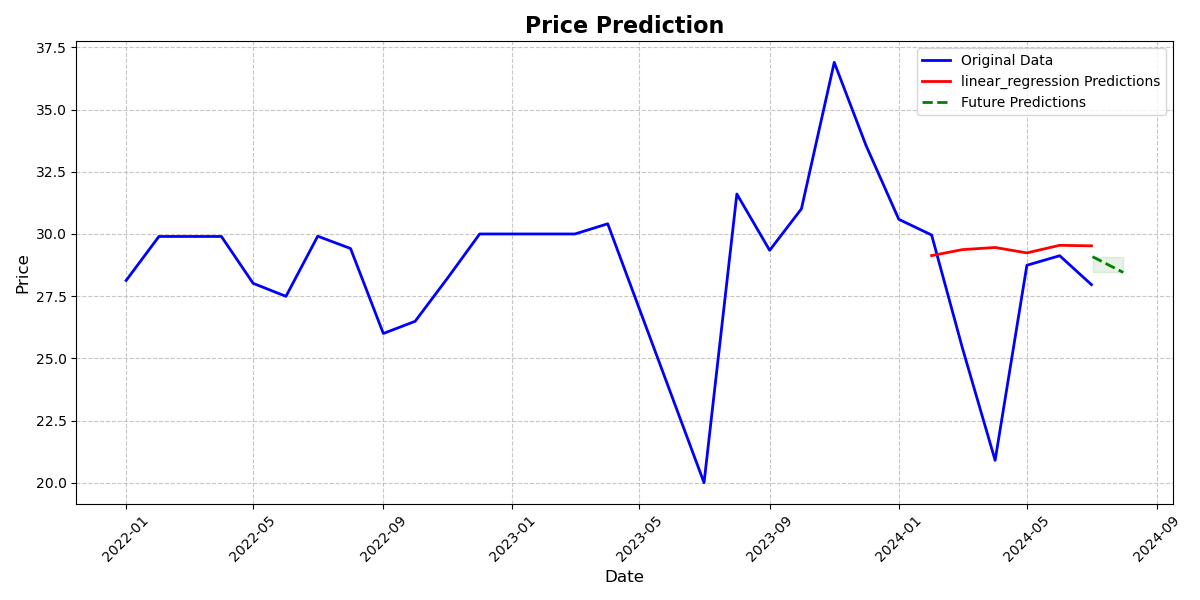 Price Prediction
Original Data
linear_regression Predictions
Future Predictions
37.5
35.0
32.5
30.0
27.5
25.0
22.5
20.0
Price
2022-01
2022-05
2022-09
2023-01
2023-05
2023-09
2024-01
2024-05
2024-09
Date